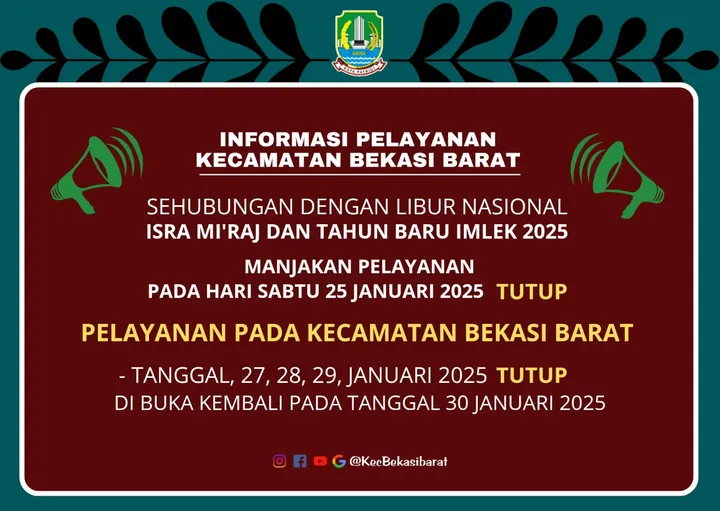 INFORMASI PELAYANAN
KECAMATAN BEKASI BARAT
SEHUBUNGAN DENGAN LIBUR NASIONAL
ISRA MI'RAJ DAN TAHUN BARU IMLEK 2025
MANJAKAN PELAYANAN
PADA HARI SABTU 25 JANUARI 2025 TUTUP
PELAYANAN PADA KECAMATAN BEKASI BARAT
- TANGGAL, 27, 28, 29, JANUARI 2025 TUTUP
DI BUKA KEMBALI PADA TANGGAL 30 JANUARI 2025
@KecBekasibarat